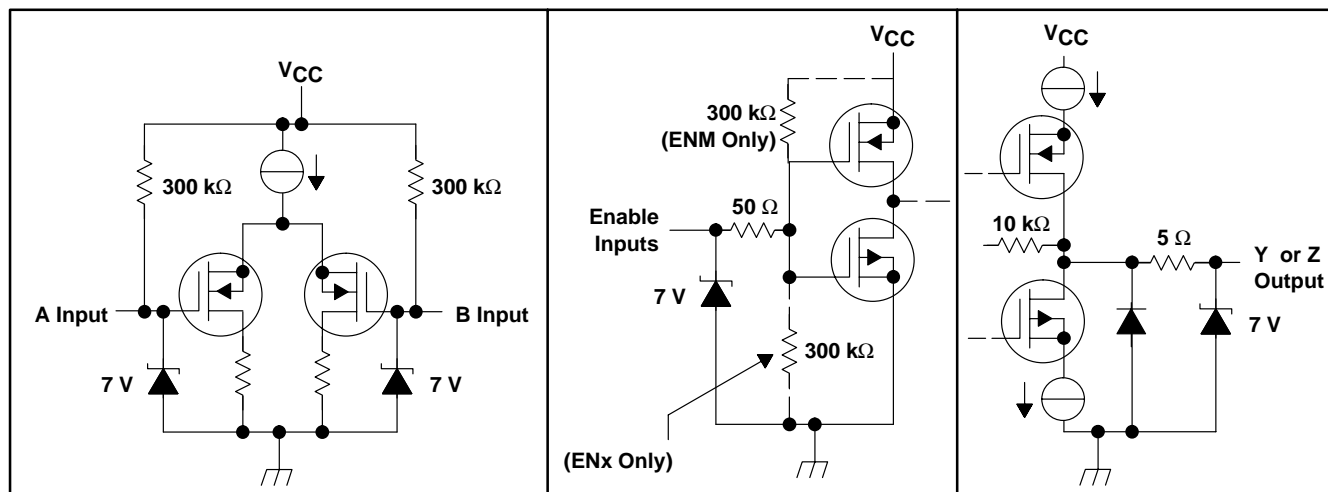 VCC
300 kΩ
300 kΩ
A Input
B Input
7 V
7 V
VCC
300 kΩ
(ENM Only)
50 Ω
Enable
Inputs
7 V
300 kΩ
(ENx Only)
VCC
10 kΩ
5 Ω
Y or Z
Output
7 V